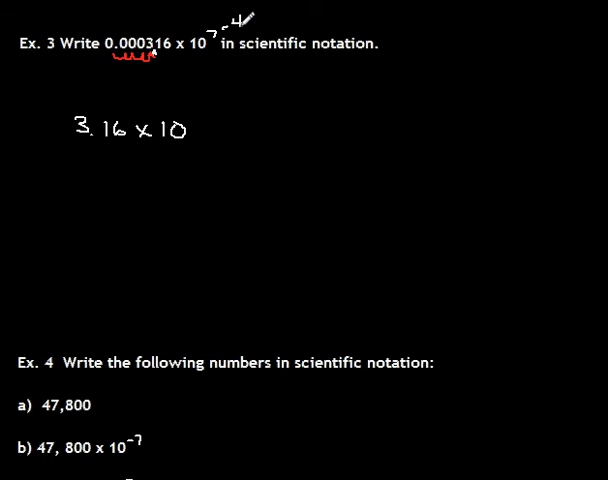 Ex. 3 Write 0.000316 x 10^7-4 in scientific notation.
3.16 x 10
Ex. 4 Write the following numbers in scientific notation:
a) 47,800
b) 47, 800 x 10^-7